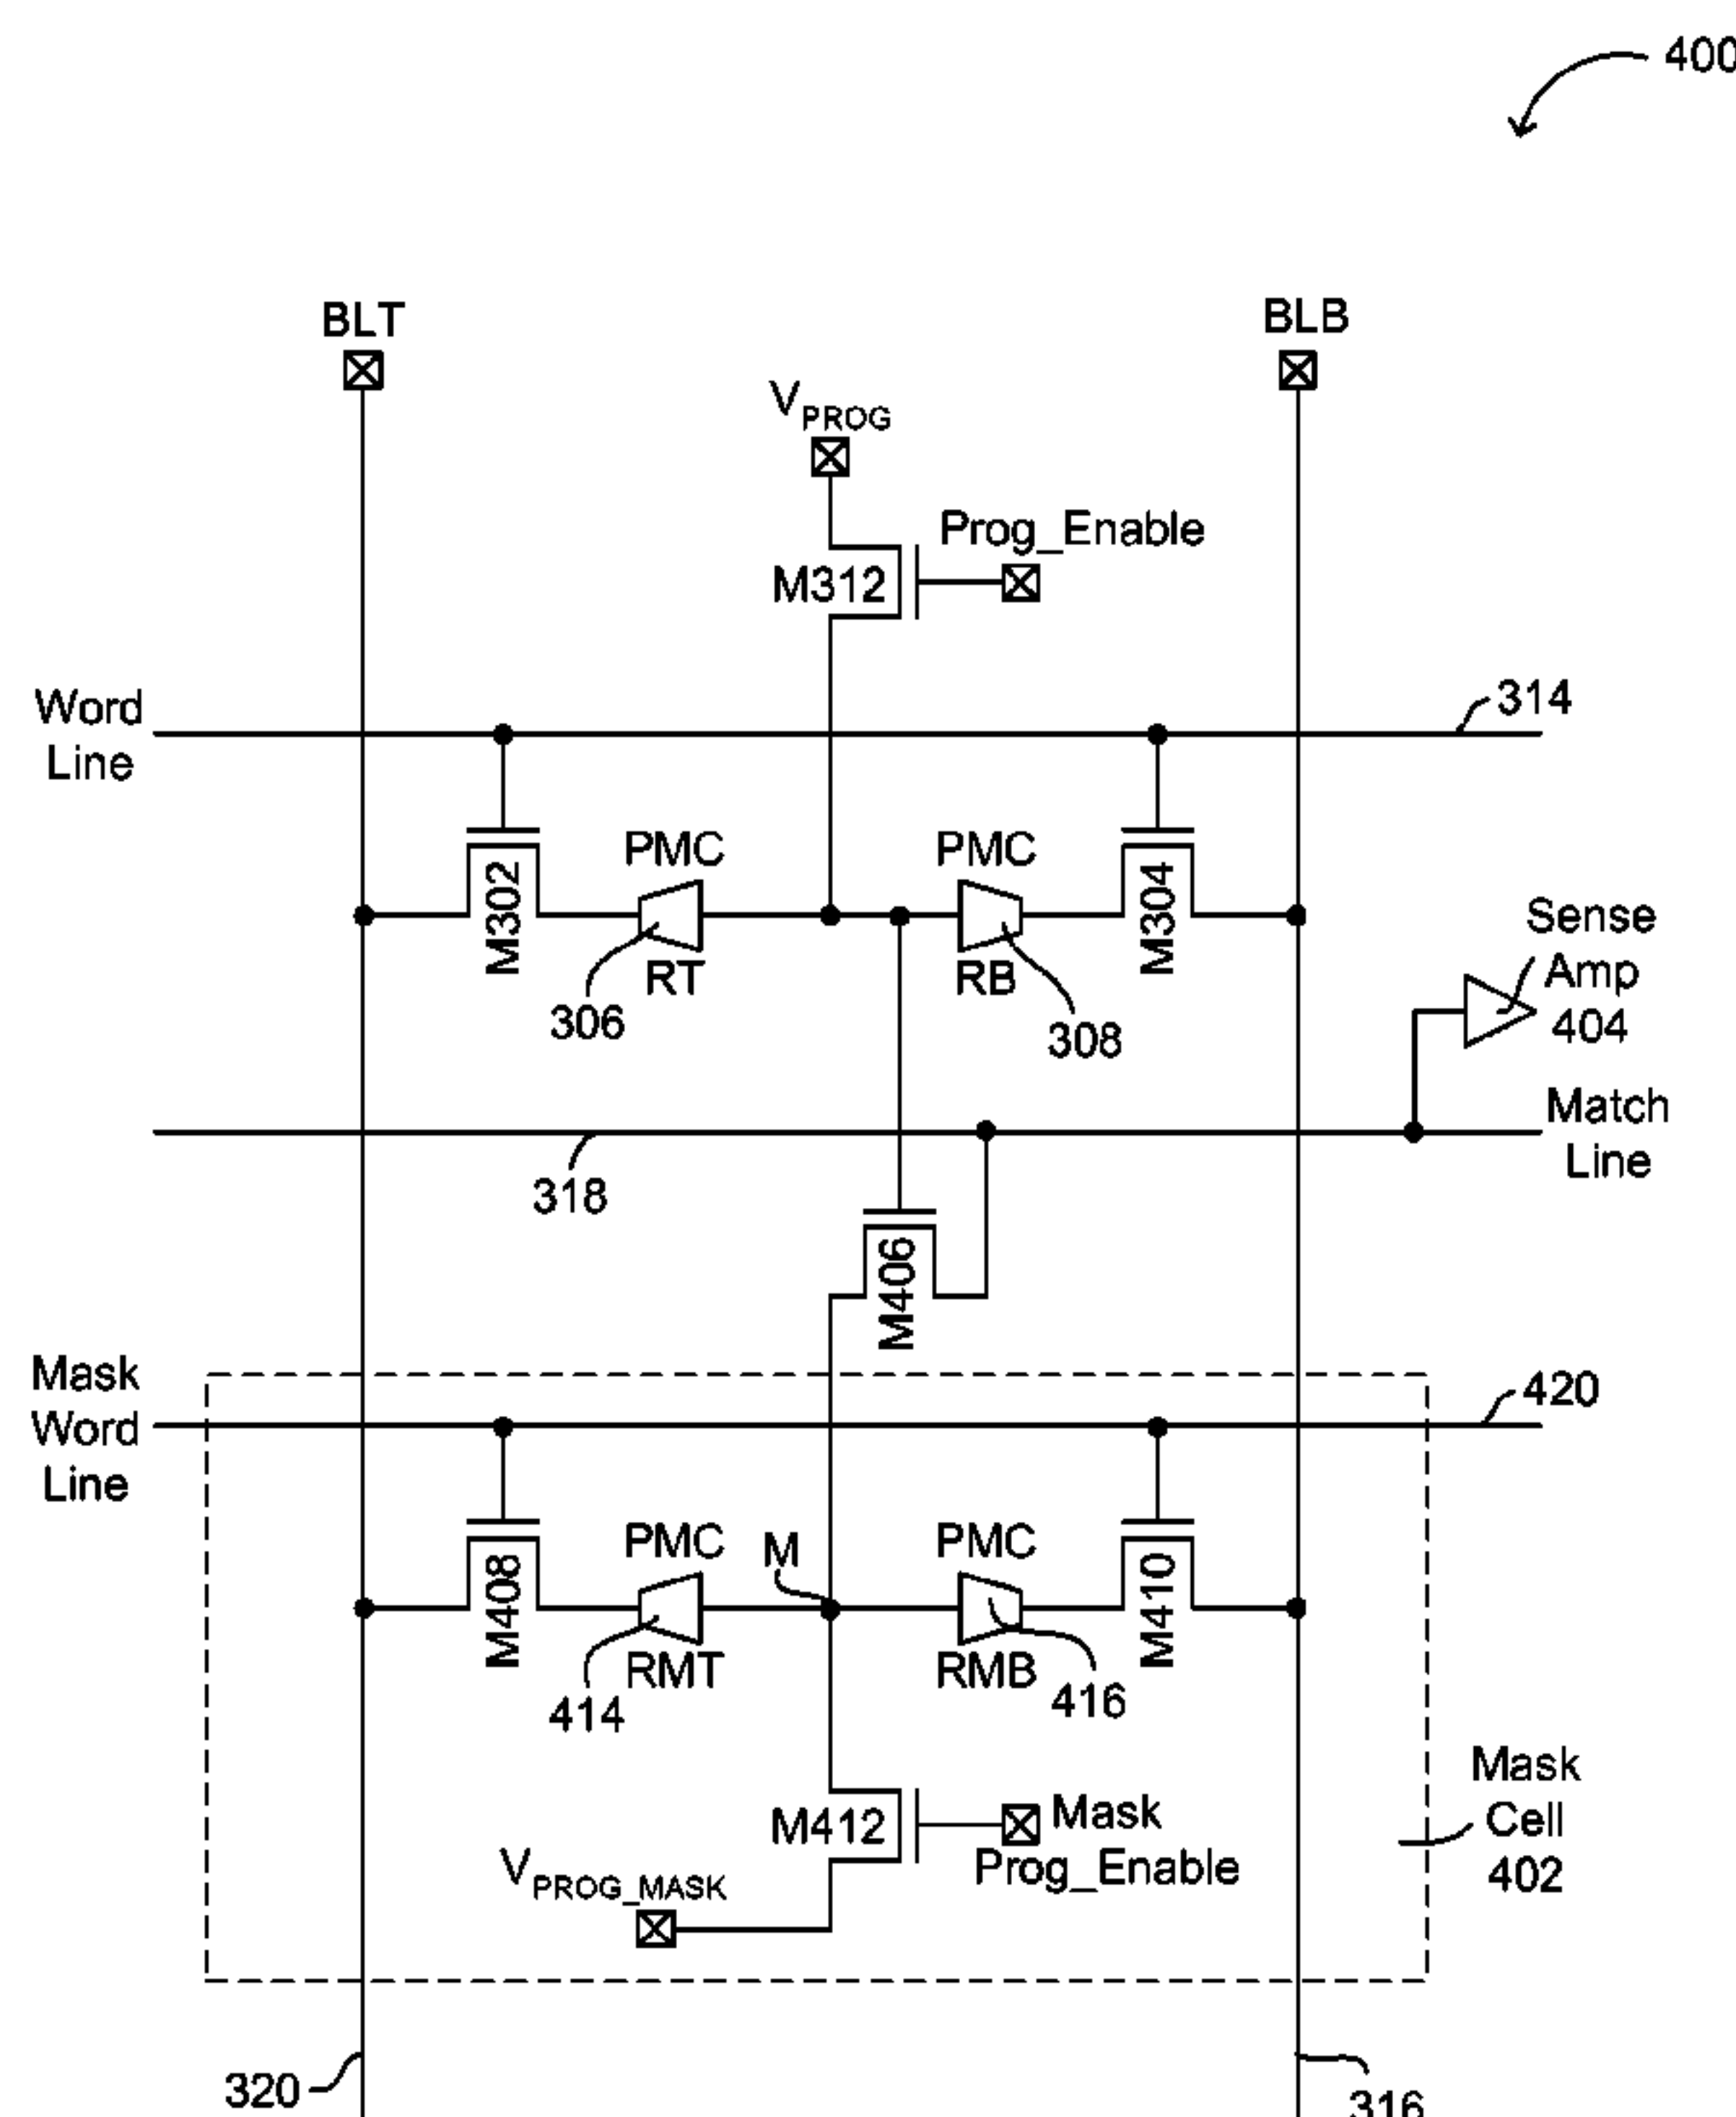 400
BLT
BLB
VPROG
Prog_Enable
M312
Word
Line
314
PMC
PMC
M302
M304
RT
RB
306
308
Sense
Amp
404
Match
Line
318
M406
Mask
Word
Line
420
PMC
M
PMC
M408
M410
RMT
RMB
414
416
M412
Mask
Prog_Enable
VPROG_MASK
Mask
Cell
402
320
316